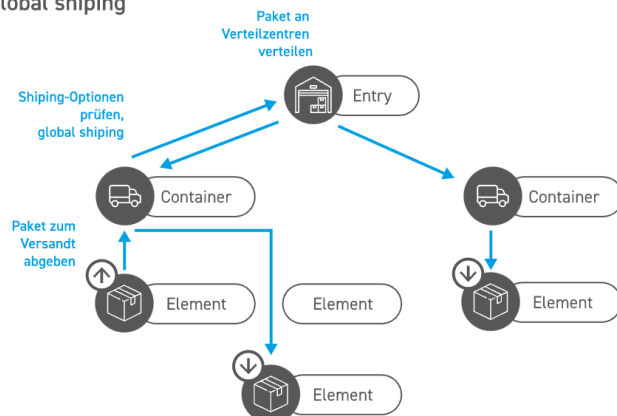 global shiping
Paket an
Verteilzentren
verteilen
Entry
Shiping-Optionen
prüfen,
global shiping
Container
Container
Paket zum
Versandt
abgeben
Element
Element
Element
Element